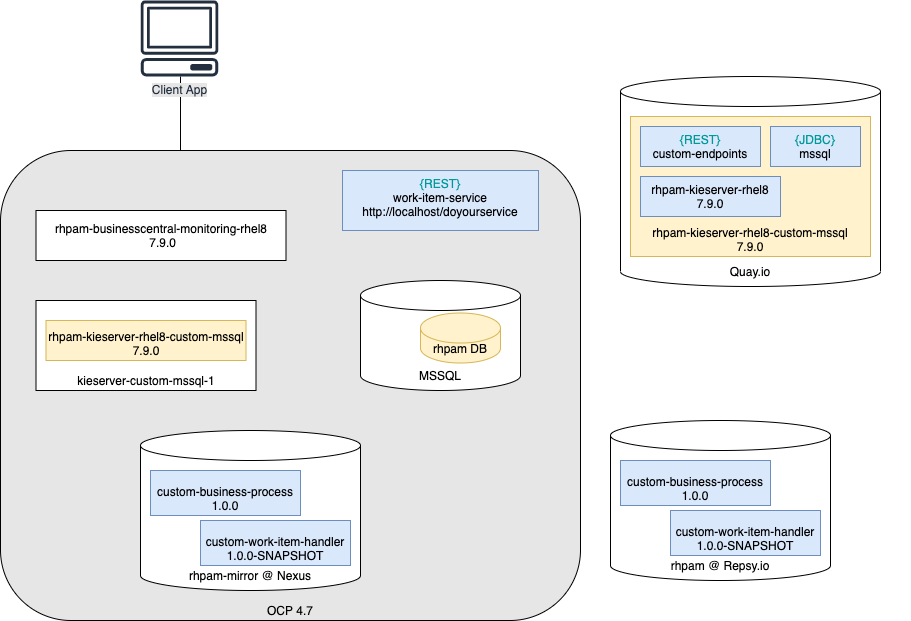 Client App
{REST}
work-item-service
http://localhost/doyourservice
rhpam-businesscentral-monitoring-rhel8
7.9.0
rhpam-kieserver-rhel8-custom-mssql
7.9.0
kieserver-custom-mssql-1
rhpam DB
MSSQL
custom-business-process
1.0.0
custom-work-item-handler
1.0.0-SNAPSHOT
rhpam-mirror @ Nexus
OCP 4.7
{REST}
custom-endpoints
{JDBC}
mssql
rhpam-kieserver-rhel8
7.9.0
rhpam-kieserver-rhel8-custom-mssql
7.9.0
Quay.io
custom-business-process
1.0.0
custom-work-item-handler
1.0.0-SNAPSHOT
rhpam @ Repsy.io